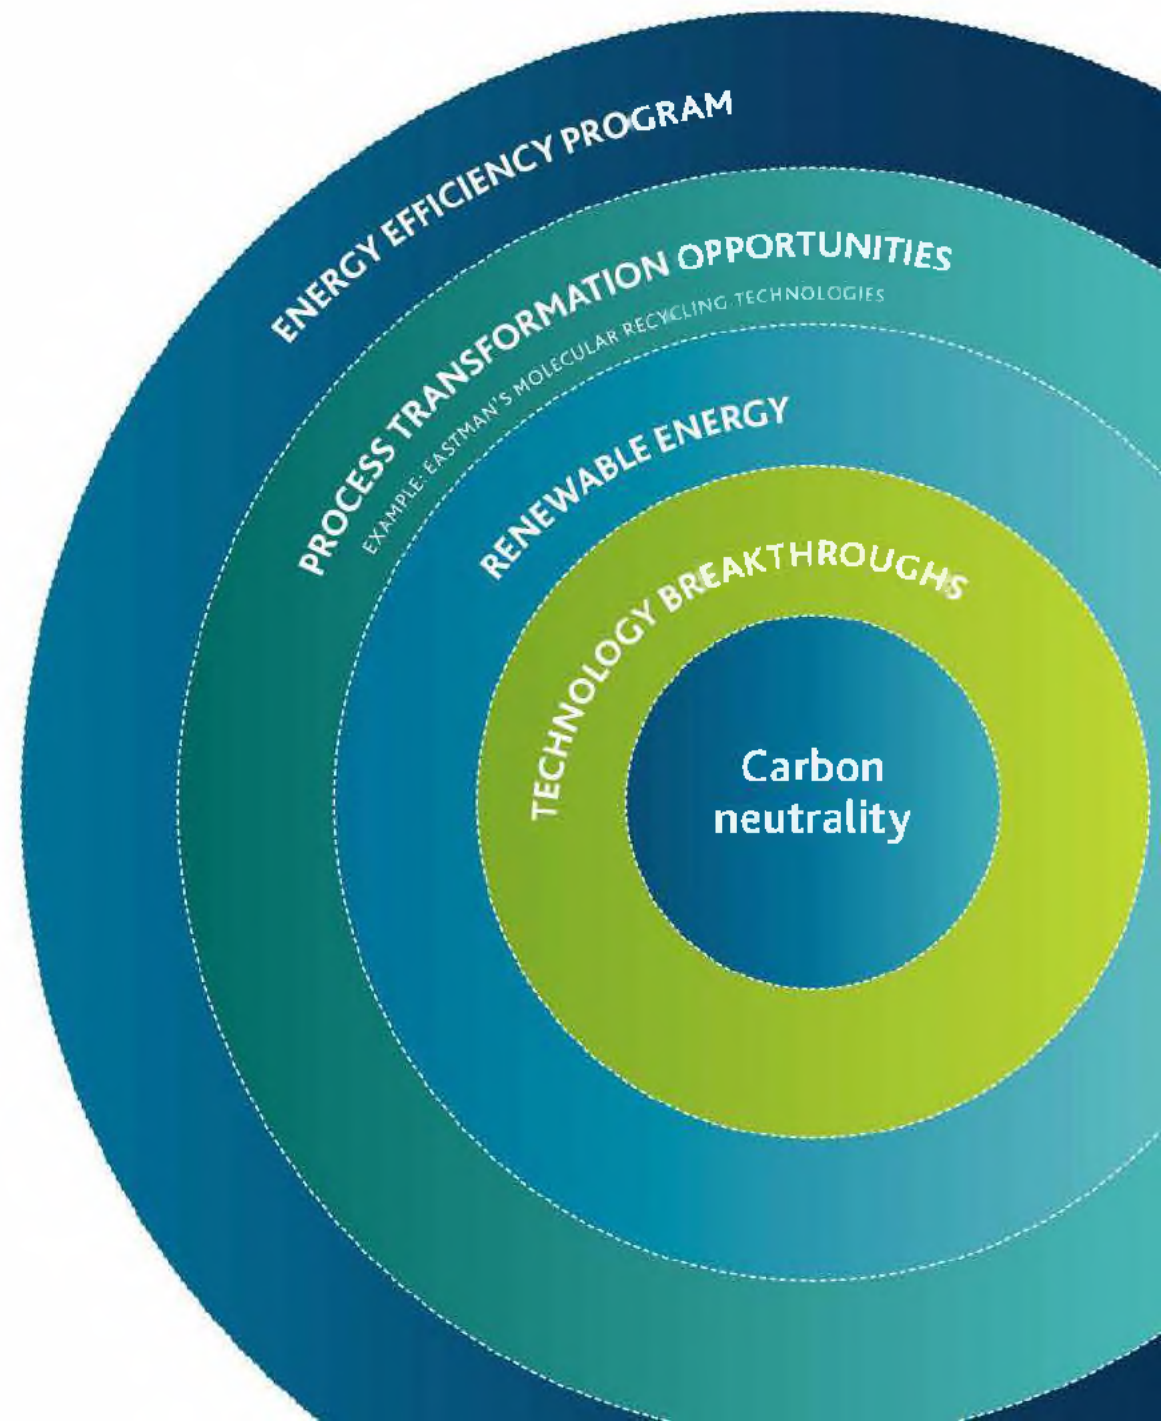 ENERGY EFFICIENCY PROGRAM
PROCESS TRANSFORMATION OPPORTUNITIES
EXAMPLE: EASTMAN'S MOLECULAR RECYCLING TECHNOLOGIES
RENEWABLE ENERGY
TECHNOLOGY BREAKTHROUGHS
Carbon
neutrality